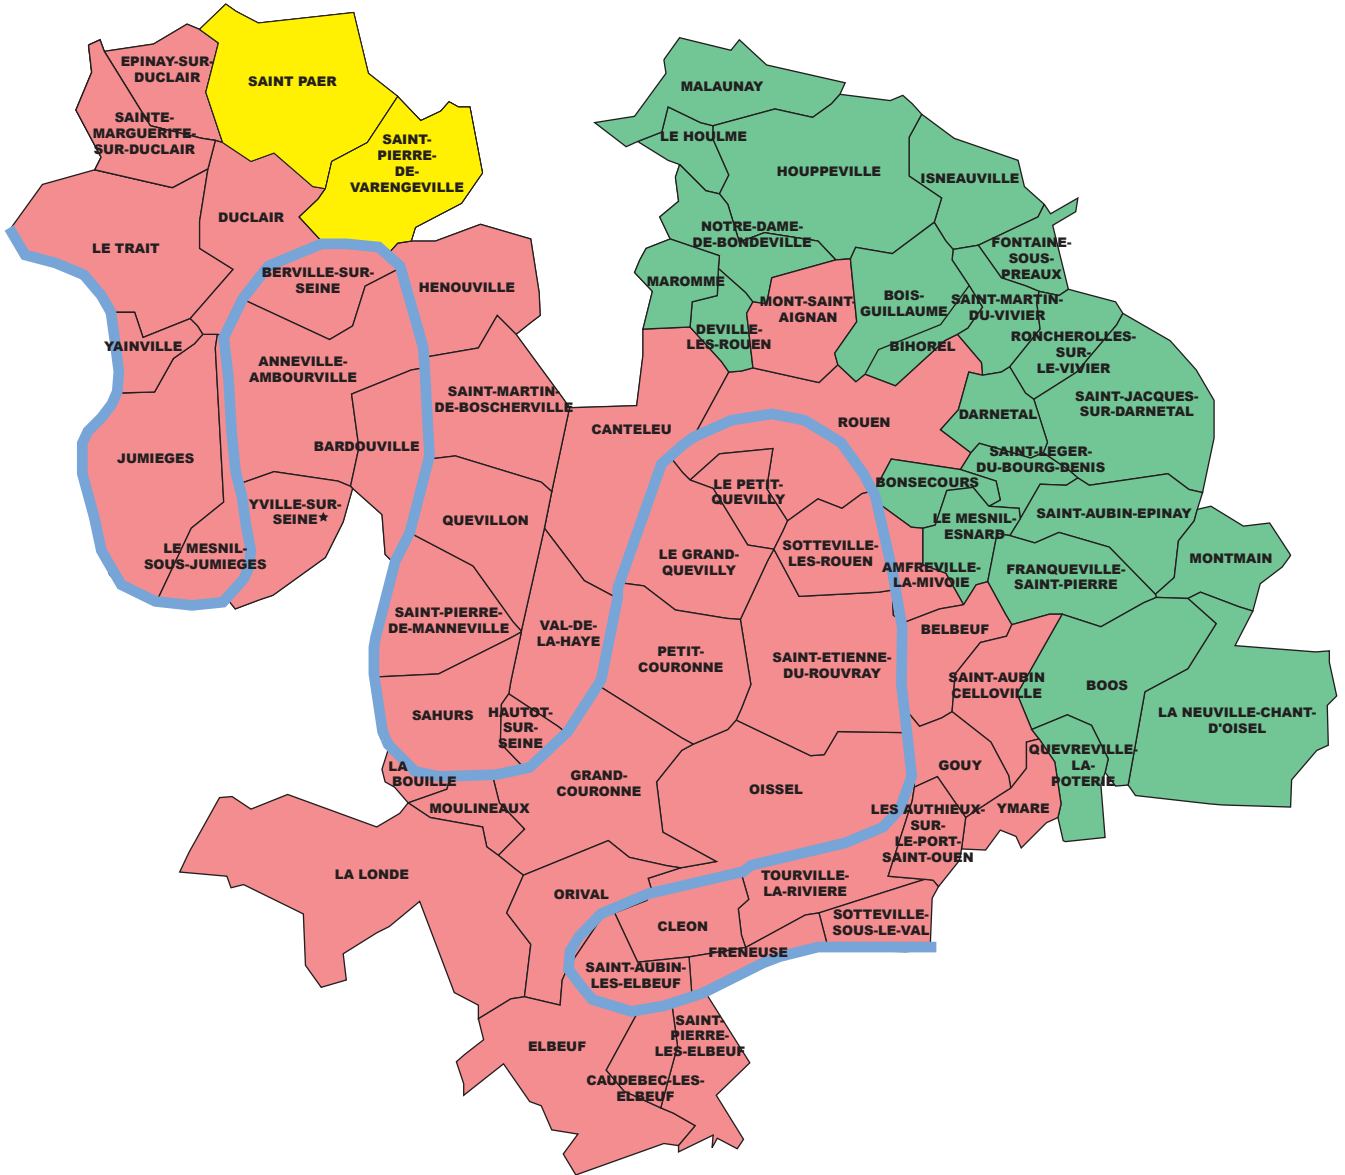 EPINAY-SUR-
DUCLAIR
SAINT PAER
SAINTE-
MARGUERITE-
SUR-DUCLAIR
SAINT-
PIERRE-
DE-
VARENGEVILLE
DUCLAIR
LE TRAIT
BERVILLE-SUR-
SEINE
HENOUVILLE
YAINVILLE
ANNEVILLE-
AMBOURVILLE
SAINT-MARTIN-
DE-BOSCHERVILLE
BARDOUVILLE
JUMIEGES
YVILLE-SUR-
SEINE★
LE MESNIL-
SOUS-JUMIEGES
QUEVILLON
SAINT-PIERRE-
DE-MANNEVILLE
SAHURS
HAUTOT-
SUR-
SEINE
VAL-DE-
LA-HAYE
CANTELEU
MALAUNAY
LE HOULME
HOUPPEVILLE
ISNEAUVILLE
NOTRE-DAME-
DE-BONDEVILLE
FONTAINE-
SOUS-
PREAUX
MAROMME
MONT-SAINT-
AIGNAN
BOIS-
GUILLAUME
SAINT-MARTIN-
DU-VIVIER
DEVILLE-
LES-ROUEN
BIHOREL
RONCHEROLLES-
SUR-
LE-VIVIER
ROUEN
DARNETAL
SAINT-JACQUES-
SUR-DARNETAL
SAINT-LEGER-
DU-BOURG-DENIS
BONSECOURS
LE PETIT-
QUEVILLY
LE MESNIL-
ESNARD
SAINT-AUBIN-EPINAY
LE GRAND-
QUEVILLY
SOTTEVILLE-
LES-ROUEN
AMFREVILLE-
LA-MIVOIE
FRANQUEVILLE-
SAINT-PIERRE
MONTMAIN
BELBEUF
PETIT-
COURONNE
SAINT-ETIENNE-
DU-ROUVRAY
SAINT-AUBIN
CELLOVILLE
BOOS
LA NEUVILLE-CHANT-
D'OISEL
QUEVREVILLE-
LA-
POTERIE
GOUY
YMARE
LES AUTHIEUX-
SUR-
LE-PORT-
SAINT-OUEN
LA
BOUILLE
MOULINEAUX
GRAND-
COURONNE
OISSEL
LA LONDE
ORIVAL
TOURVILLE-
LA-RIVIERE
CLEON
SOTTEVILLE-
SOUS-LE-VAL
FRENEUSE
SAINT-AUBIN-
LES-ELBEUF
ELBEUF
SAINT-
PIERRE-
LES-ELBEUF
CAUDEBEC-LES-
ELBEUF